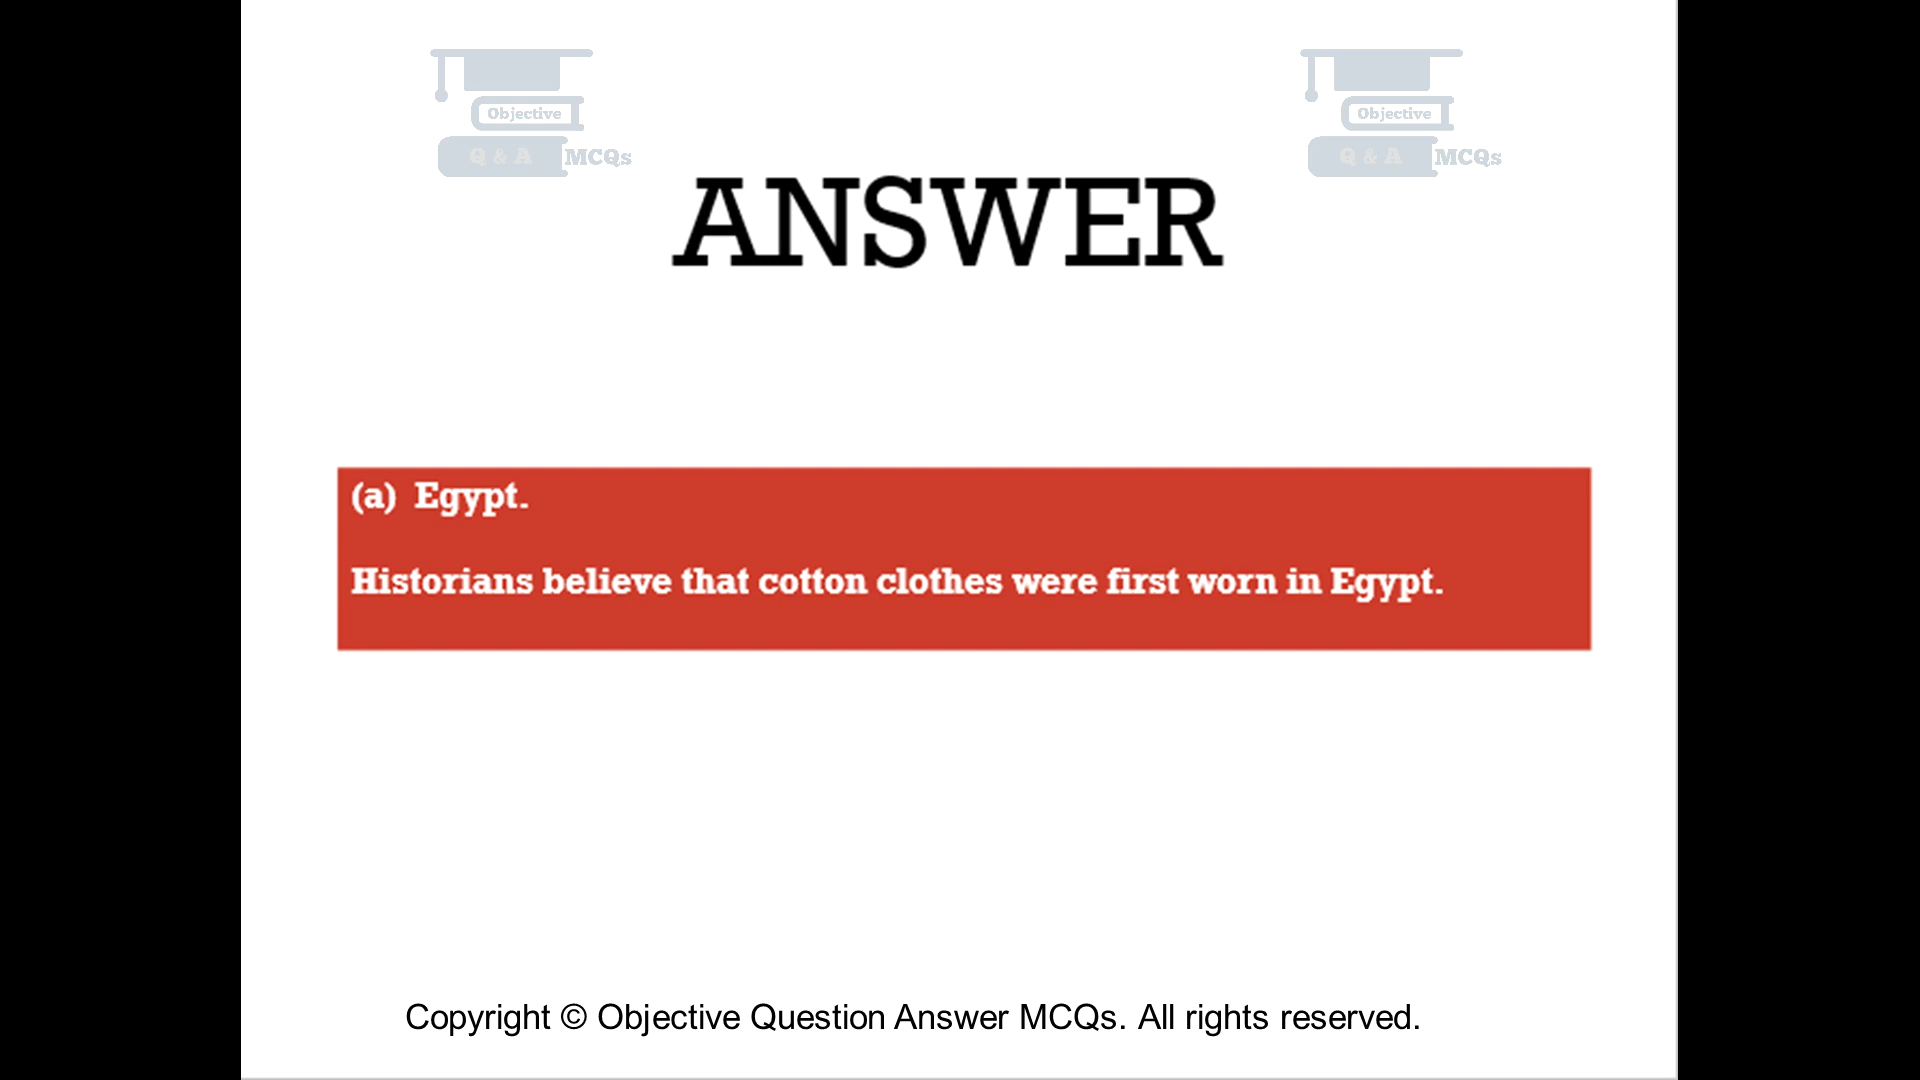 Objective
Q & A MCQs
Objective
Q & A MCQs
ANSWER
(a) Egypt.
Historians believe that cotton clothes were first worn in Egypt.
Copyright © Objective Question Answer MCQs. All rights reserved.